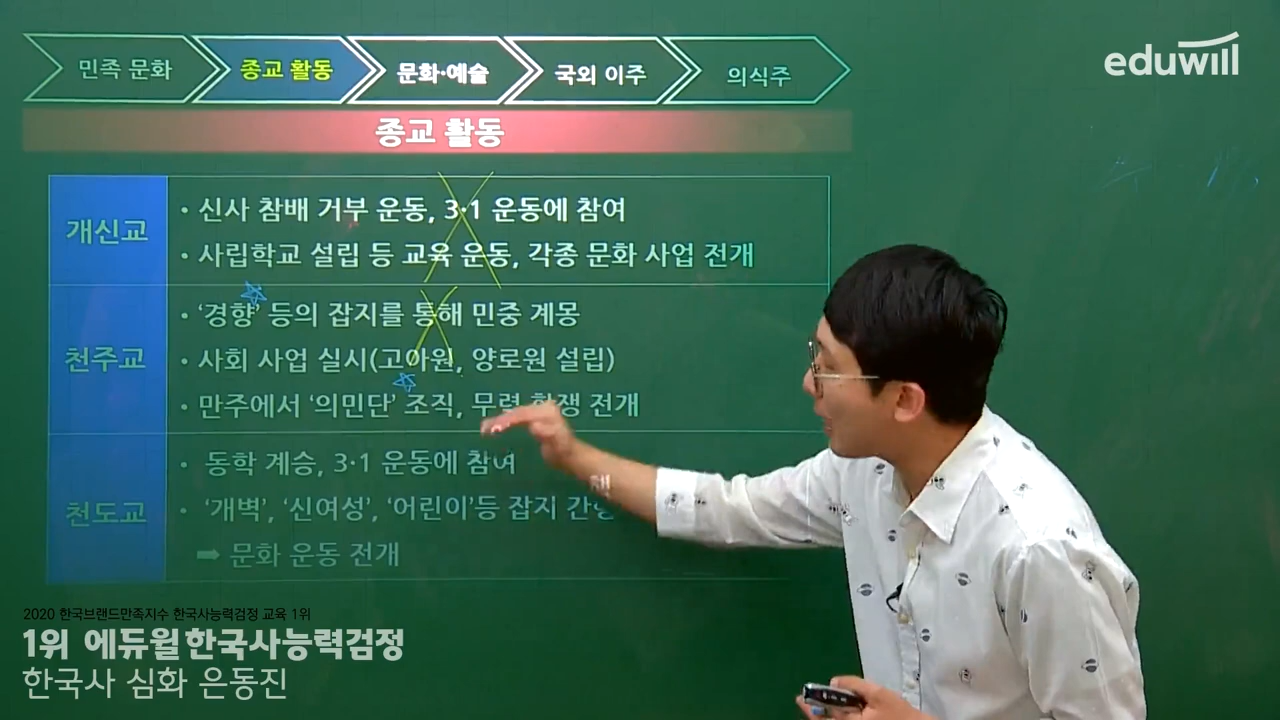 민족 문화
종교 활동
문화·예술
국외 이주
의식주
eduwill
종교 활동
개신교
• 신사 참배 거부 운동, 3·1 운동에 참여
• 사립학교 설립 등 교육 운동, 각종 문화 사업 전개
천주교
• ‘경향’ 등의 잡지를 통해 민중 계몽
• 사회 사업 실시(고아원, 양로원 설립)
• 만주에서 ‘의민단’ 조직, 무력 전개
천도교
• 동학 계승, 3·1 운동에 참여
• ‘개벽’, ‘신여성’, ‘어린이’등 잡지
➡ 문화 운동 전개
2020 한국브랜드만족지수 한국사능력검정 교육 1위
1위 에듀윌 한국사능력검정
한국사 심화 은동진